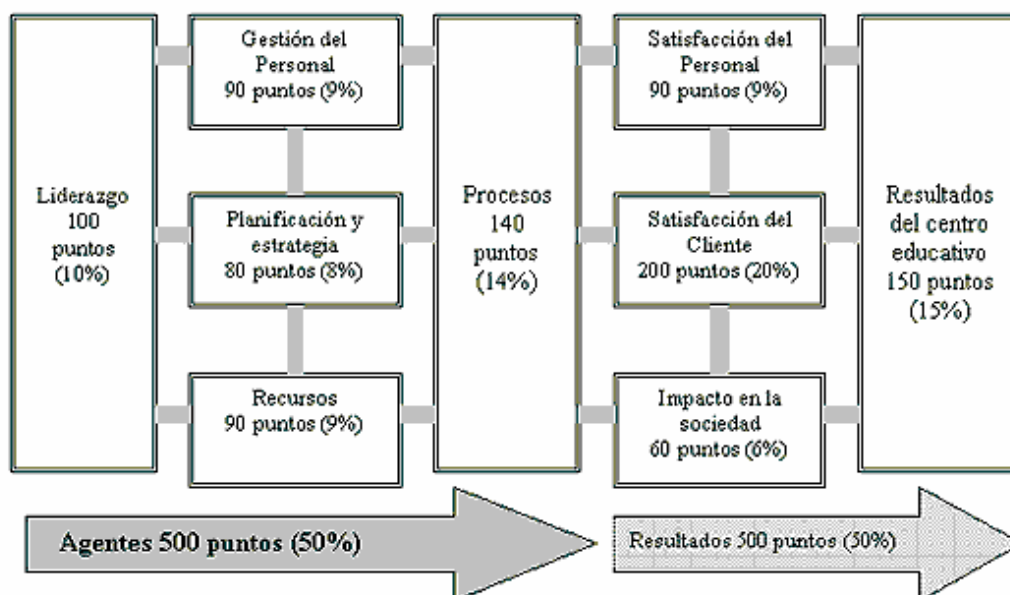 Liderazgo
100
puntos
(10%)
Gestión del
Personal
90 puntos (9%)
Planificación y
estrategia
80 puntos (8%)
Recursos
90 puntos (9%)
Procesos
140
puntos
(14%)
Satisfacción del
Personal
90 puntos (9%)
Satisfacción del
Cliente
200 puntos (20%)
Impacto en la
sociedad
60 puntos (6%)
Resultados
del centro
educativo
150 puntos
(15%)
Agentes 500 puntos (50%)
Resultados 500 puntos (50%)